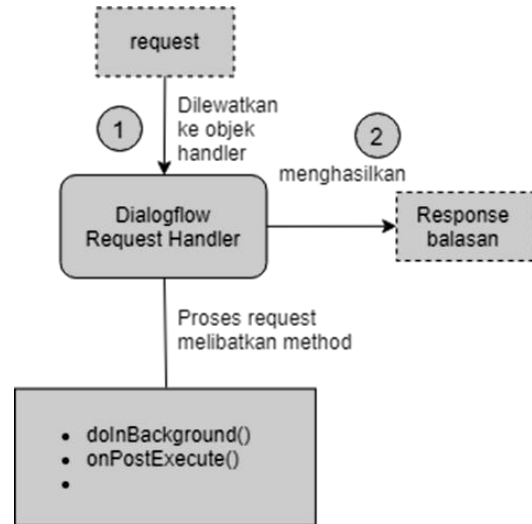 request
1
Dilewatkan
ke objek
handler
2
menghasilkan
Dialogflow
Request Handler
Response
balasan
Proses request
melibatkan method
• doInBackground()
• onPostExecute()
•